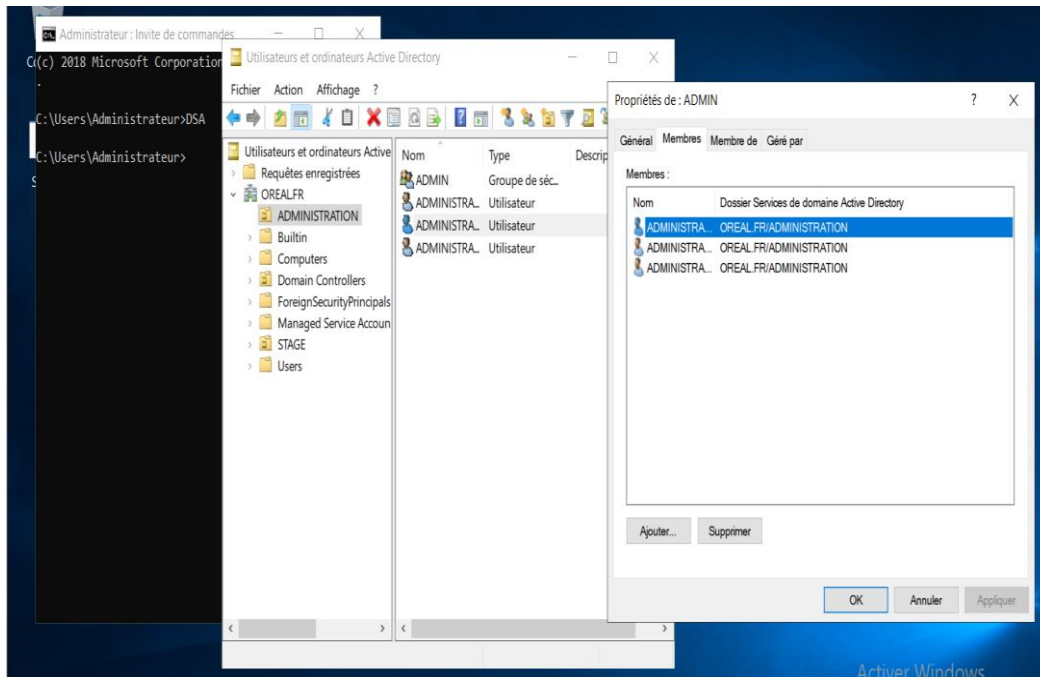 Administrateur : Invite de commandes
(c) 2018 Microsoft Corporation
.
C:\Users\Administrateur>DSA
C:\Users\Administrateur>
Utilisateurs et ordinateurs Active Directory
Fichier Action Affichage ?
Utilisateurs et ordinateurs Active
Requêtes enregistrées
OREAL.FR
ADMINISTRATION
Builtin
Computers
Domain Controllers
ForeignSecurityPrincipals
Managed Service Accoun
STAGE
Users
Nom Type Descrip
ADMIN Groupe de séc...
ADMINISTRA... Utilisateur
ADMINISTRA... Utilisateur
ADMINISTRA... Utilisateur
Propriétés de : ADMIN ? X
Général Membres Membre de Géré par
Membres :
Nom Dossier Services de domaine Active Directory
ADMINISTRA... OREAL.FR/ADMINISTRATION
ADMINISTRA... OREAL.FR/ADMINISTRATION
ADMINISTRA... OREAL.FR/ADMINISTRATION
Ajouter... Supprimer
OK Annuler Appliquer
Activer Windows